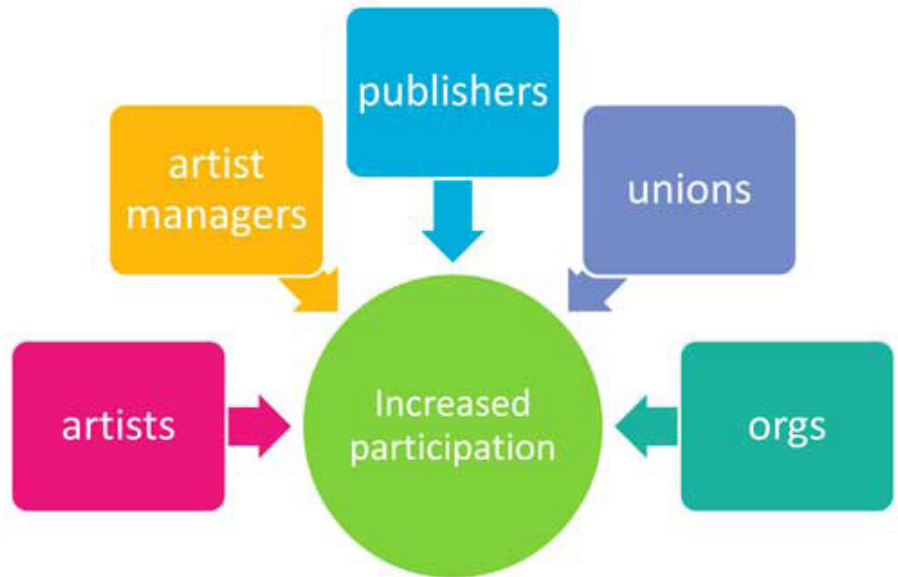 publishers
artist
managers
unions
artists
Increased
participation
orgs